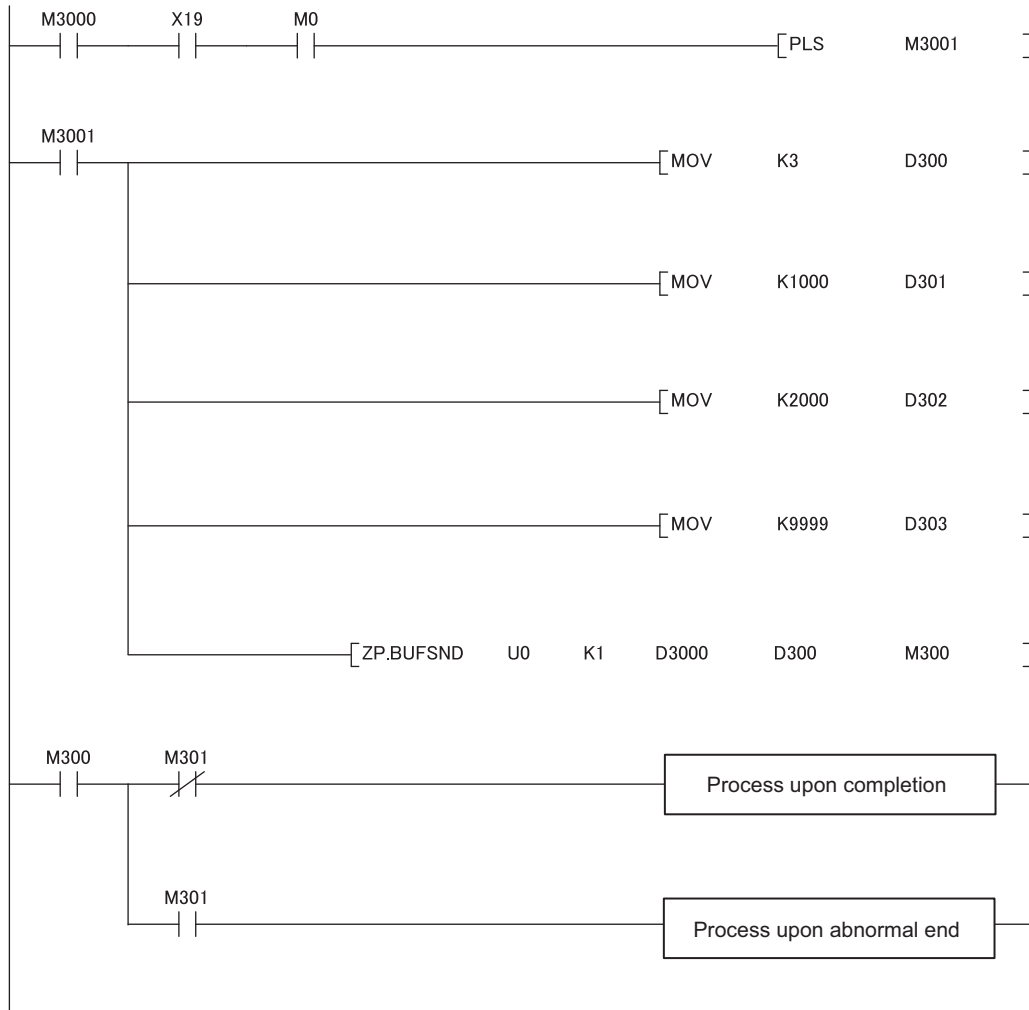 M3000 X19 M0
PLS M3001
M3001
MOV K3 D300
MOV K1000 D301
MOV K2000 D302
MOV K9999 D303
ZP.BUFSND U0 K1 D3000 D300 M300
M300 M301
Process upon completion
M301
Process upon abnormal end